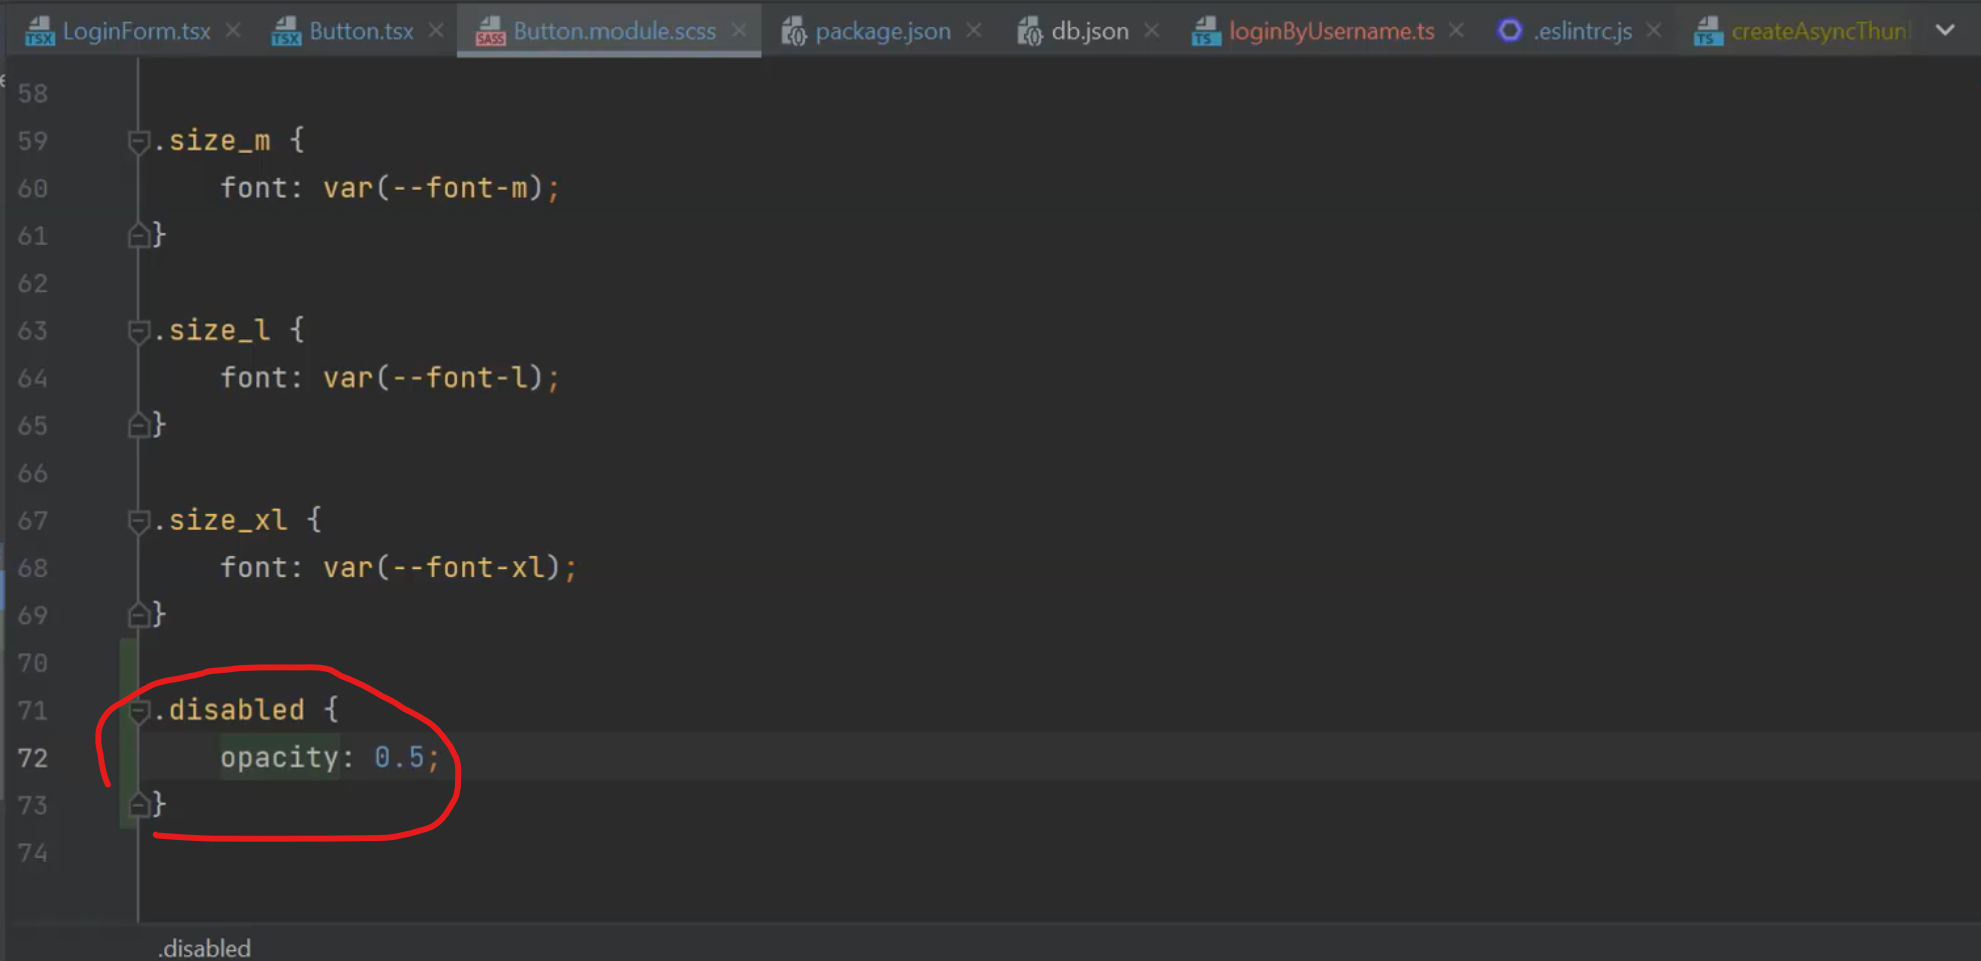 LoginForm.tsx Button.tsx Button.module.scss package.json db.json loginByUsername.ts .eslintrc.js createAsyncThun
58
59 .size_m {
60 font: var(--font-m);
61 }
62
63 .size_l {
64 font: var(--font-l);
65 }
66
67 .size_xl {
68 font: var(--font-xl);
69 }
70
71 .disabled {
72 opacity: 0.5;
73 }
74
.disabled